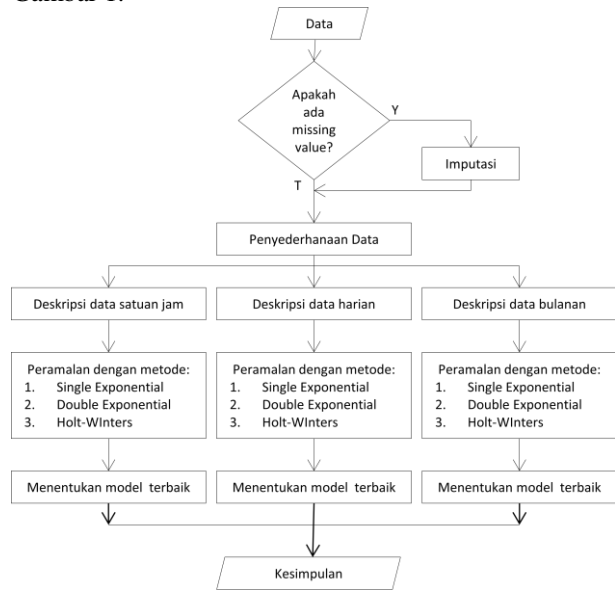 Gambar 1.
Data
Apakah
ada
missing
value?
Y
Imputasi
T
Penyederhanaan Data
Deskripsi data satuan jam
Deskripsi data harian
Deskripsi data bulanan
Peramalan dengan metode:
1. Single Exponential
2. Double Exponential
3. Holt-WInters
Peramalan dengan metode:
1. Single Exponential
2. Double Exponential
3. Holt-WInters
Peramalan dengan metode:
1. Single Exponential
2. Double Exponential
3. Holt-WInters
Menentukan model terbaik
Menentukan model terbaik
Menentukan model terbaik
Kesimpulan